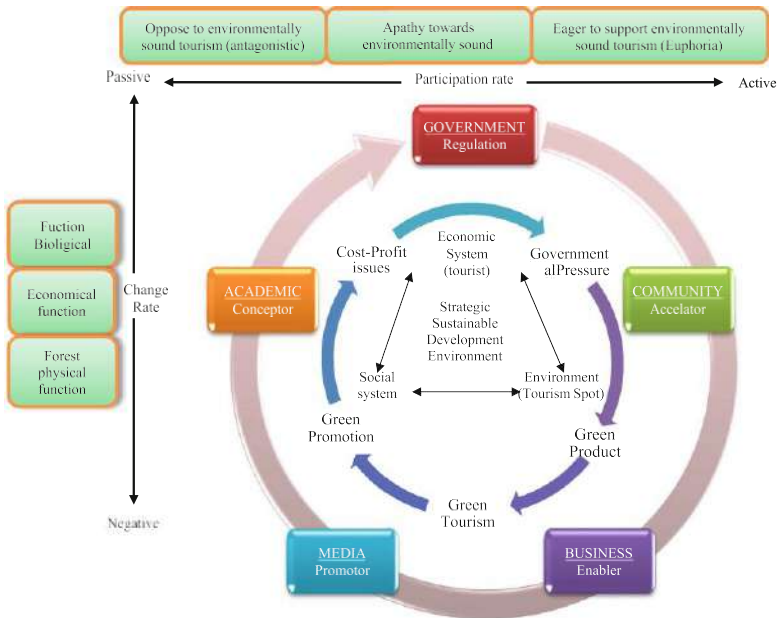 Oppose to environmentally
sound tourism (antagonistic)
Apathy towards
environmentally sound
Eager to support environmentally
sound tourism (Euphoria)
Passive
Participation rate
Active
GOVERNMENT
Regulation
Fuction
Bioligical
Economical
function
Forest
physical
function
Change
Rate
Negative
ACADEMIC
Conceptor
COMMUNITY
Accelator
MEDIA
Promotor
BUSINESS
Enabler
Cost-Profit
issues
Economic
System
(tourist)
Government
alPressure
Strategic
Sustainable
Development
Environment
Social
system
Environment
(Tourism Spot)
Green
Promotion
Green
Product
Green
Tourism